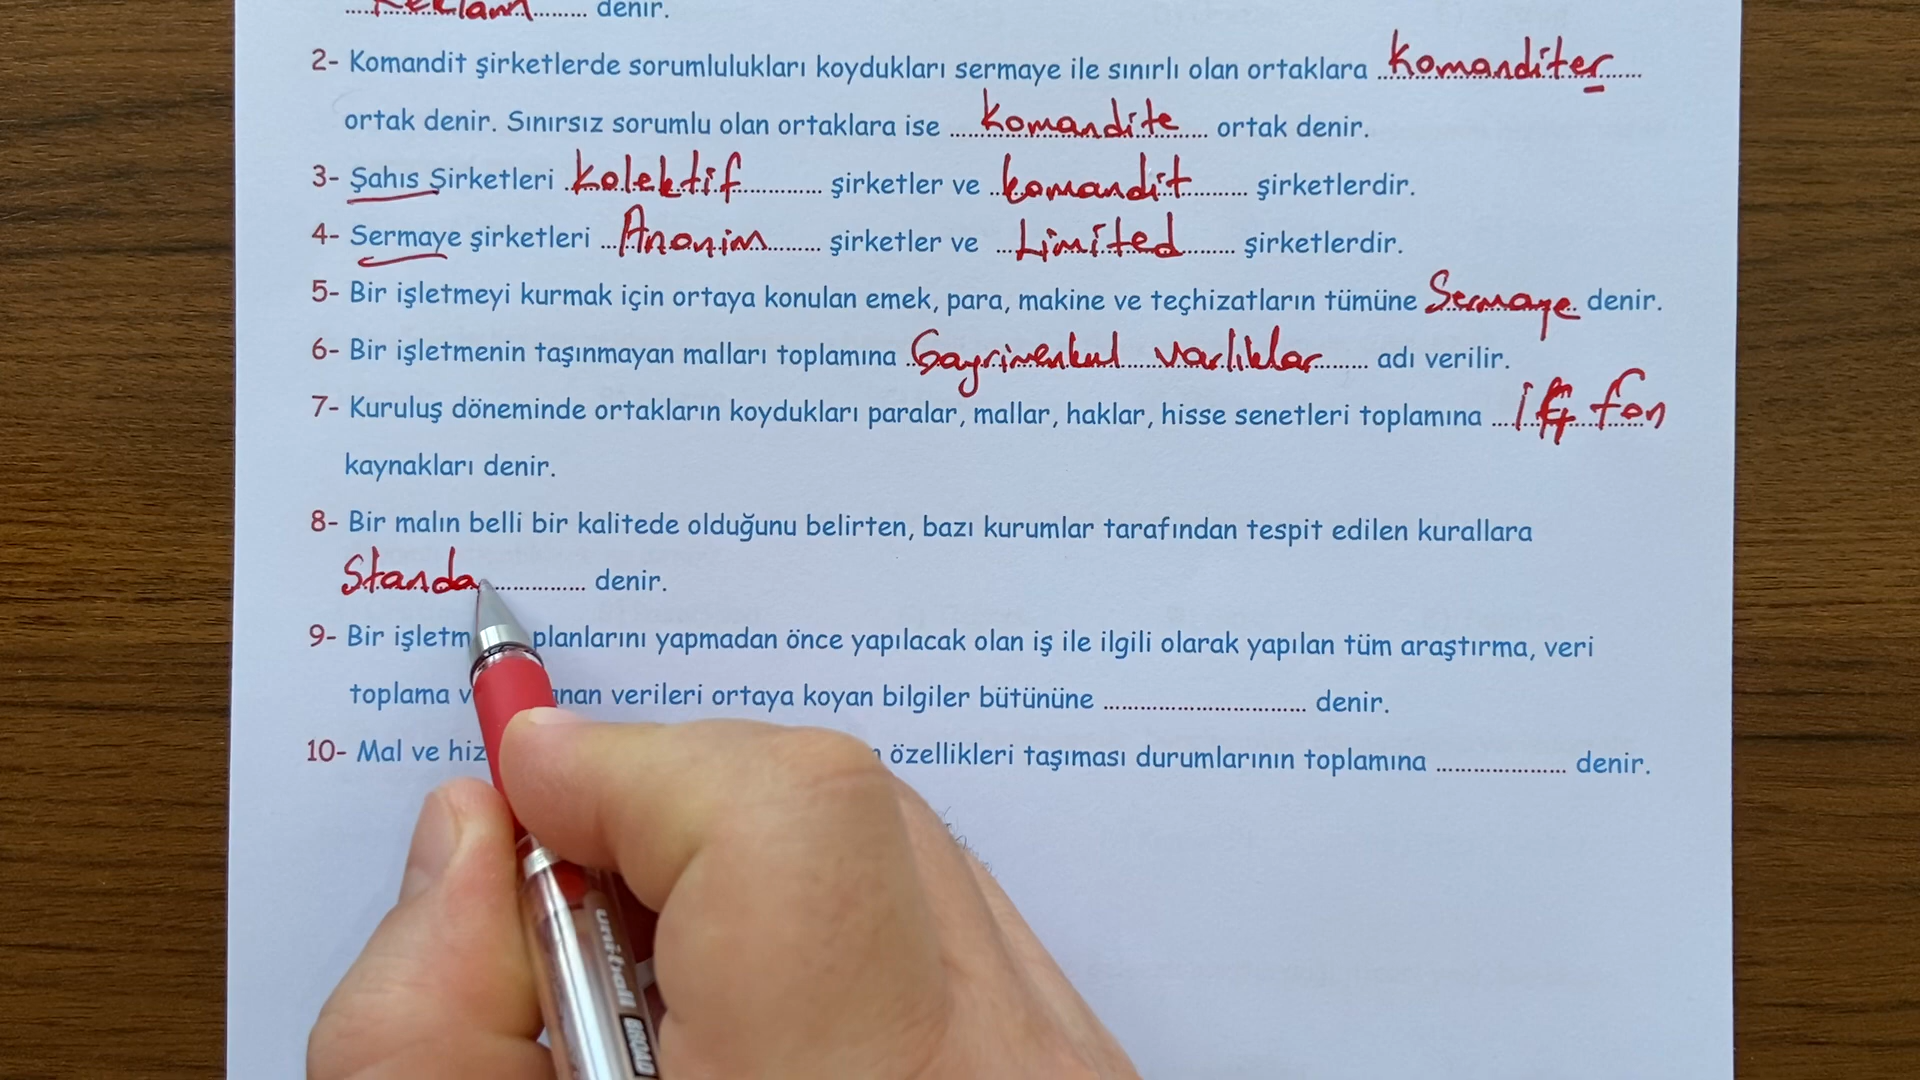 Reklam denir.
2- Komandit şirketlerde sorumlulukları koydukları sermaye ile sınırlı olan ortaklara Komanditer
ortak denir. Sınırsız sorumlu olan ortaklara ise Komandite ortak denir.
3- Şahıs Şirketleri Kolektif şirketler ve komandit şirketlerdir.
4- Sermaye şirketleri Anonim şirketler ve Limited şirketlerdir.
5- Bir işletmeyi kurmak için ortaya konulan emek, para, makine ve teçhizatların tümüne Sermaye denir.
6- Bir işletmenin taşınmayan malları toplamına Gayrimenkul varlıklar adı verilir.
7- Kuruluş döneminde ortakların koydukları paralar, mallar, haklar, hisse senetleri toplamına fon
kaynakları denir.
8- Bir malın belli bir kalitede olduğunu belirten, bazı kurumlar tarafından tespit edilen kurallara
Standa denir.
9- Bir işletm planlarını yapmadan önce yapılacak olan iş ile ilgili olarak yapılan tüm araştırma, veri
toplama v nan verileri ortaya koyan bilgiler bütününe .................... denir.
10- Mal ve hiz özellikleri taşıması durumlarının toplamına .................... denir.
uni-ball